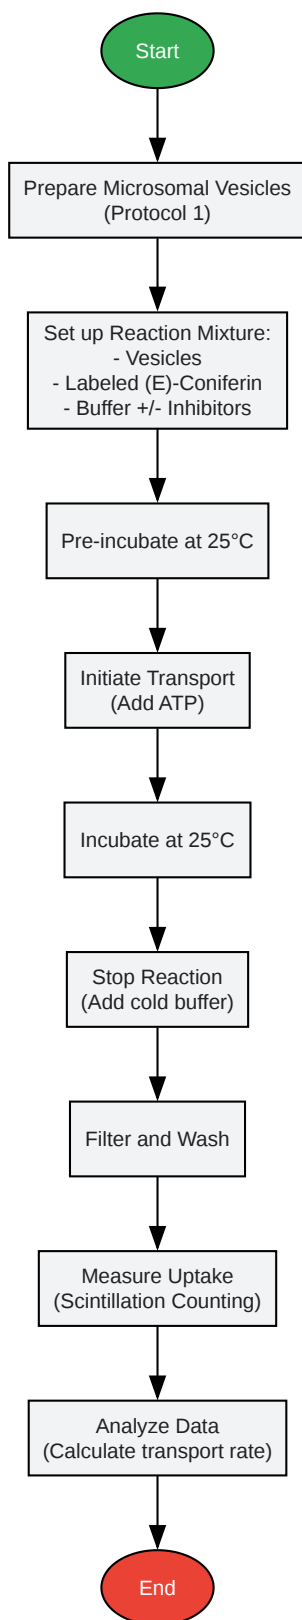 Start
Prepare Microsomal Vesicles
(Protocol 1)
Set up Reaction Mixture:
- Vesicles
- Labeled (E)-Coniferin
- Buffer +/- Inhibitors
Pre-incubate at 25°C
Initiate Transport
(Add ATP)
Incubate at 25°C
Stop Reaction
(Add cold buffer)
Filter and Wash
Measure Uptake
(Scintillation Counting)
Analyze Data
(Calculate transport rate)
End